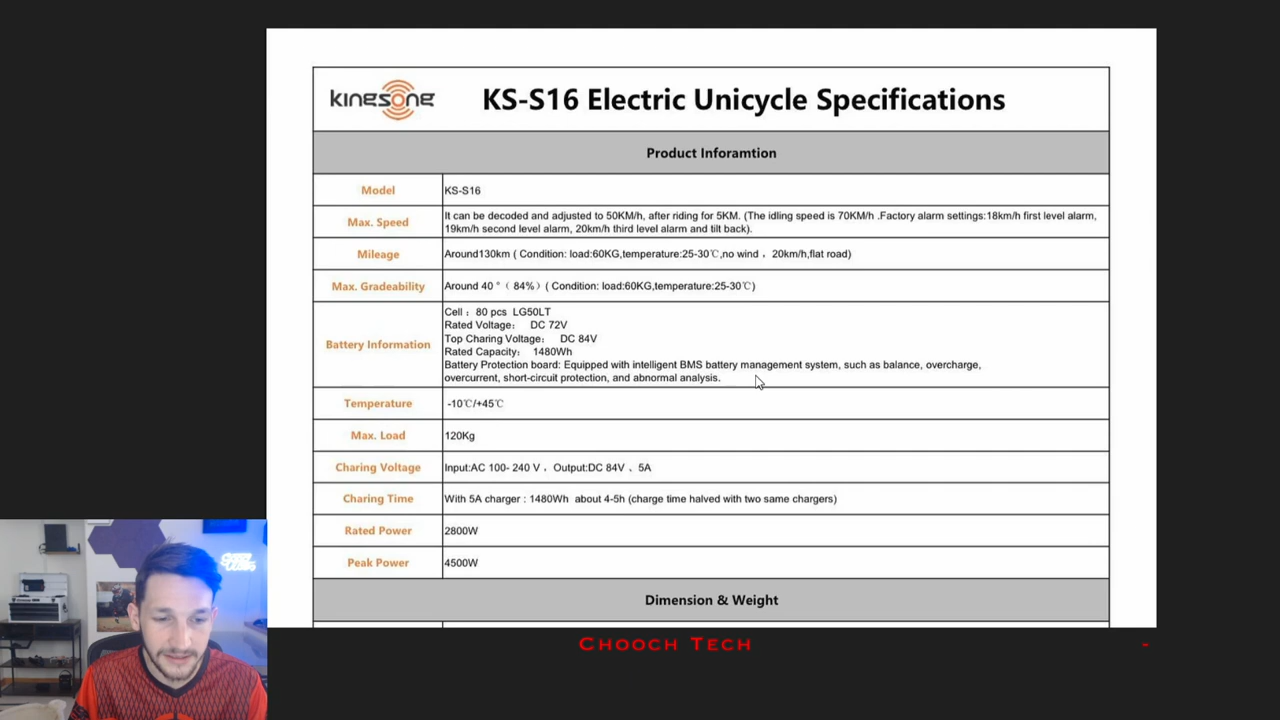 kingsong
KS-S16 Electric Unicycle Specifications
Product Inforamtion
Model
KS-S16
Max. Speed
It can be decoded and adjusted to 50KM/h, after riding for 5KM. (The idling speed is 70KM/h .Factory alarm settings:18km/h first level alarm,
19km/h second level alarm, 20km/h third level alarm and tilt back).
Mileage
Around130km ( Condition: load:60KG,temperature:25-30℃,no wind ，20km/h,flat road)
Max. Gradeability
Around 40 °（ 84%）( Condition: load:60KG,temperature:25-30℃)
Battery Information
Cell： 80 pcs LG50LT
Rated Voltage： DC 72V
Top Charing Voltage： DC 84V
Rated Capacity： 1480Wh
Battery Protection board: Equipped with intelligent BMS battery management system, such as balance, overcharge,
overcurrent, short-circuit protection, and abnormal analysis.
Temperature
-10℃/+45℃
Max. Load
120Kg
Charing Voltage
Input:AC 100- 240 V ，Output:DC 84V 、5A
Charing Time
With 5A charger : 1480Wh about 4-5h (charge time halved with two same chargers)
Rated Power
2800W
Peak Power
4500W
Dimension & Weight
Chooch Tech
-